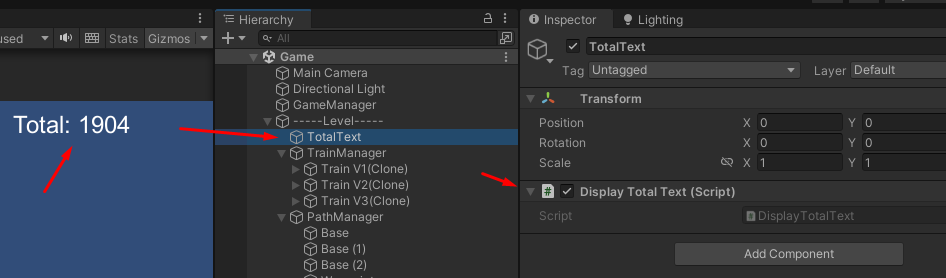 used
Stats
Gizmos
Total: 1904
Hierarchy
All
Game
Main Camera
Directional Light
GameManager
-----Level-----
TotalText
TrainManager
Train V1(Clone)
Train V2(Clone)
Train V3(Clone)
PathManager
Base
Base (1)
Base (2)
Inspector
Lighting
TotalText
Tag Untagged Layer Default
Transform
Position X 0 Y 0
Rotation X 0 Y 0
Scale X 1 Y 1
# Display Total Text (Script)
Script DisplayTotalText
Add Component